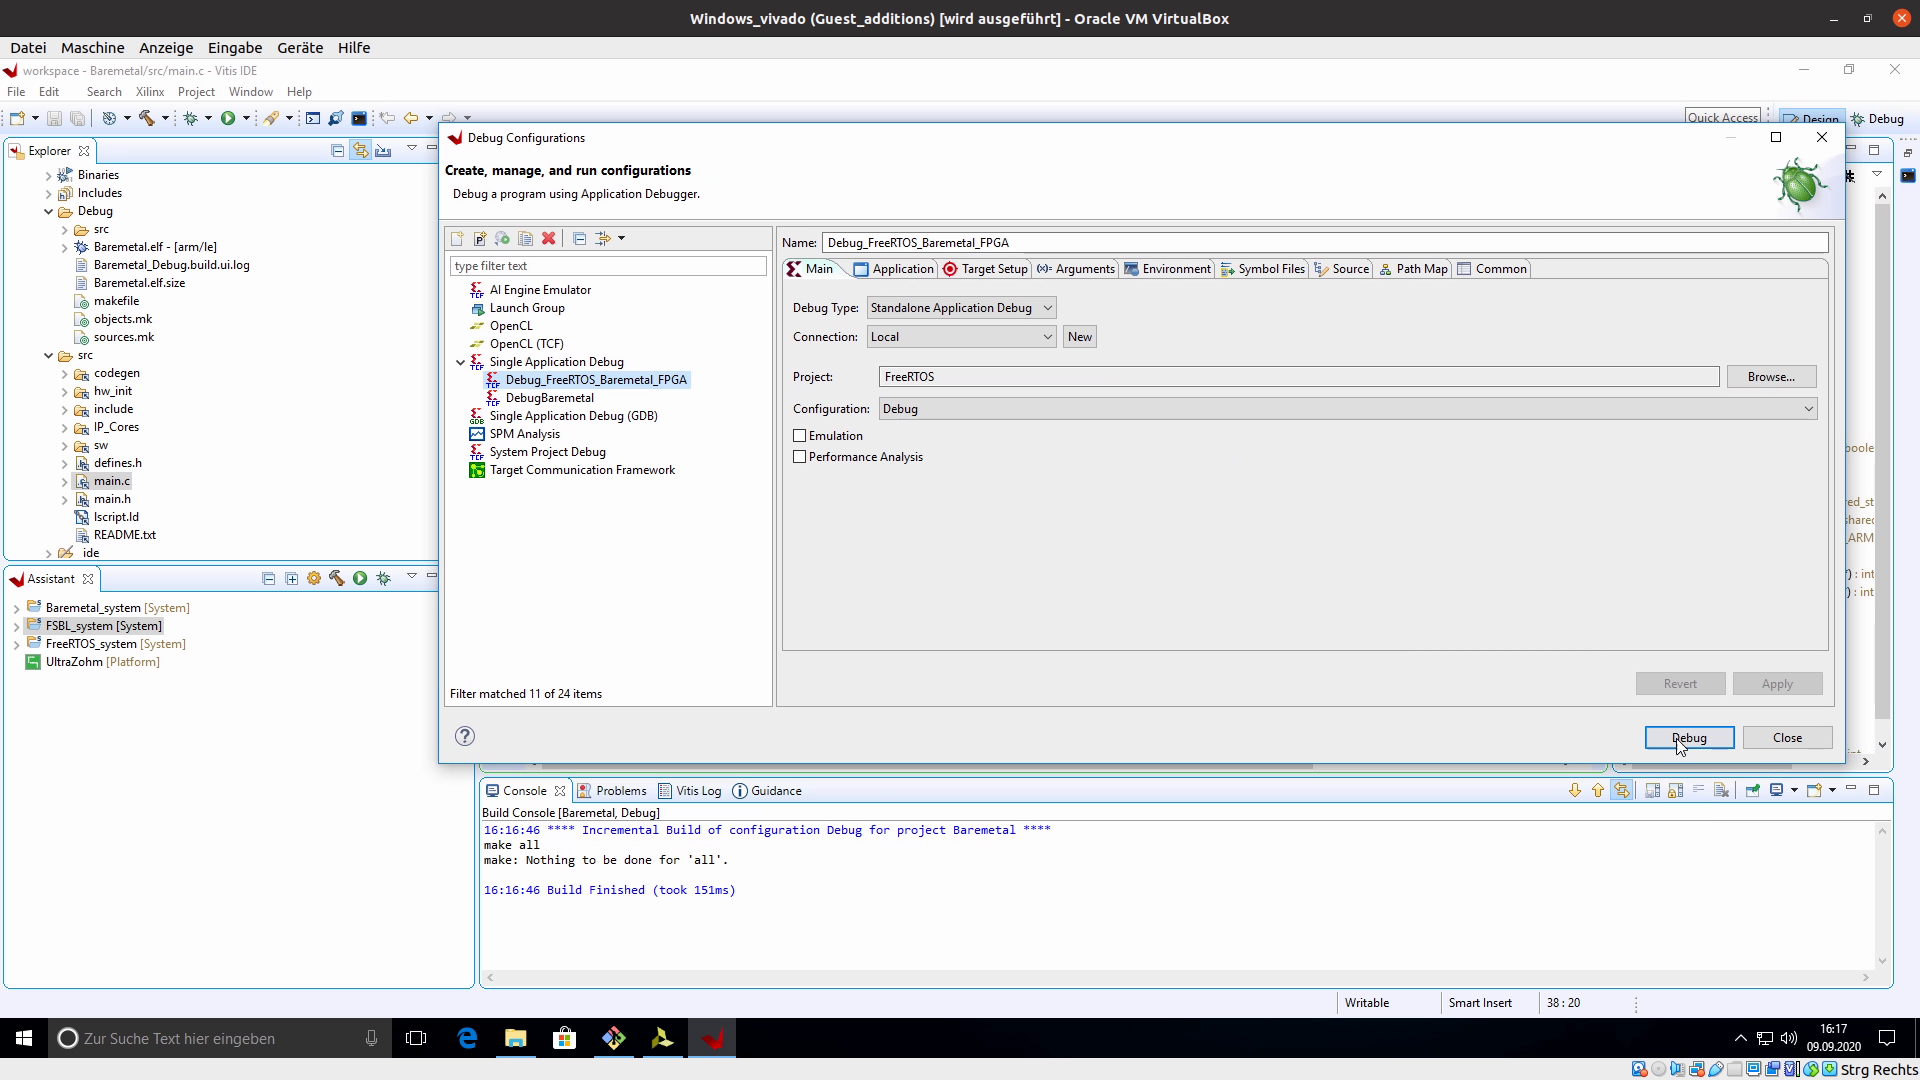 Windows_vivado (Guest_additions) [wird ausgeführt] - Oracle VM VirtualBox
Datei Maschine Anzeige Eingabe Geräte Hilfe
workspace - Baremetal/src/main.c - Vitis IDE
File Edit Search Xilinx Project Window Help
Quick Access Design Debug
Explorer
Binaries
Includes
Debug
src
Baremetal.elf - [arm/le]
Baremetal_Debug.build.ui.log
Baremetal.elf.size
makefile
objects.mk
sources.mk
src
codegen
hw_init
include
IP_Cores
sw
defines.h
main.c
main.h
lscript.ld
README.txt
ide
Assistant
Baremetal_system [System]
FSBL_system [System]
FreeRTOS_system [System]
UltraZohm [Platform]
Debug Configurations
Create, manage, and run configurations
Debug a program using Application Debugger.
type filter text
AI Engine Emulator
Launch Group
OpenCL
OpenCL (TCF)
Single Application Debug
Debug_FreeRTOS_Baremetal_FPGA
DebugBaremetal
Single Application Debug (GDB)
SPM Analysis
System Project Debug
Target Communication Framework
Filter matched 11 of 24 items
Name: Debug_FreeRTOS_Baremetal_FPGA
Main Application Target Setup Arguments Environment Symbol Files Source Path Map Common
Debug Type: Standalone Application Debug
Connection: Local New
Project: FreeRTOS Browse...
Configuration: Debug
Emulation
Performance Analysis
Revert Apply
Debug Close
boole
red_st
share
_ARM
) : int
) : int
Console Problems Vitis Log Guidance
Build Console [Baremetal, Debug]
16:16:46 **** Incremental Build of configuration Debug for project Baremetal ****
make all
make: Nothing to be done for 'all'.
16:16:46 Build Finished (took 151ms)
Writable Smart Insert 38 : 20
Zur Suche Text hier eingeben
16:17
09.09.2020
Strg Rechts